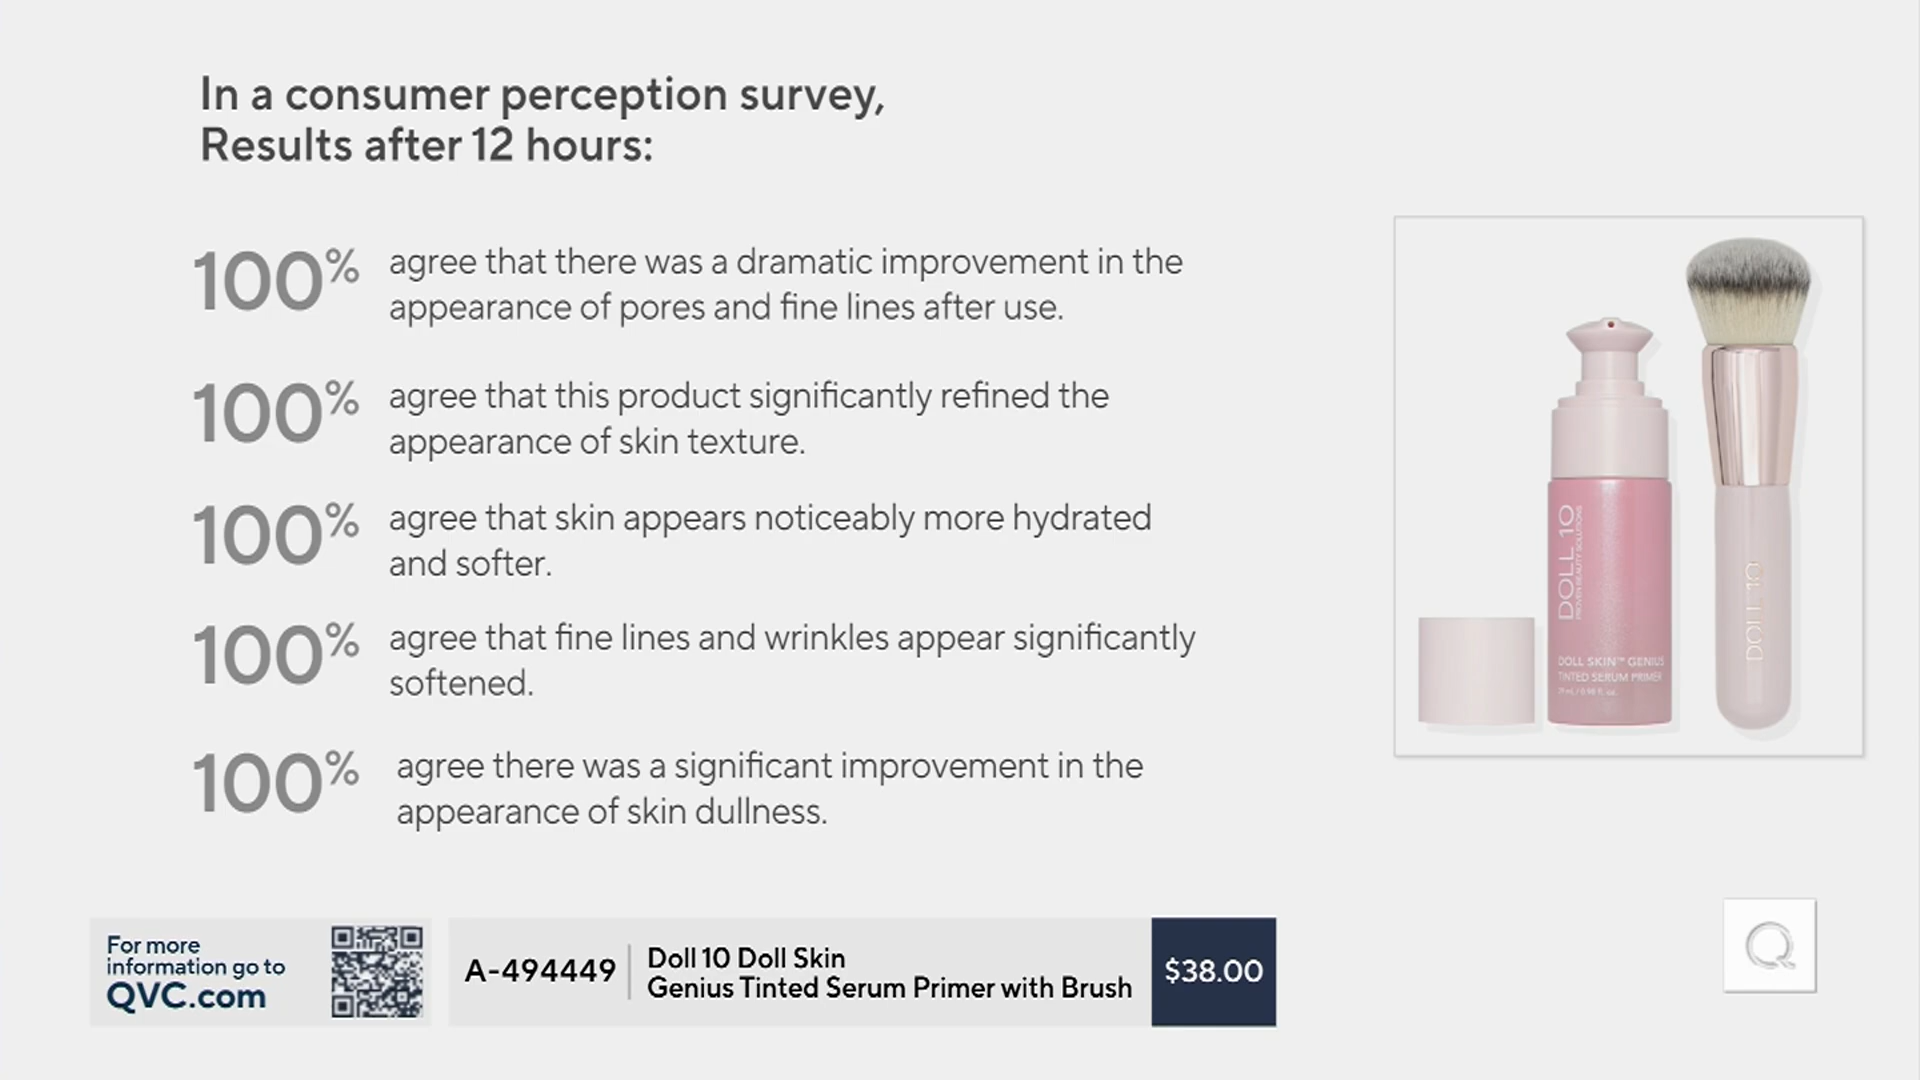 In a consumer perception survey,
Results after 12 hours:
100% agree that there was a dramatic improvement in the
appearance of pores and fine lines after use.
100% agree that this product significantly refined the
appearance of skin texture.
100% agree that skin appears noticeably more hydrated
and softer.
100% agree that fine lines and wrinkles appear significantly
softened.
100% agree there was a significant improvement in the
appearance of skin dullness.
DOLL 10
PROVEN BEAUTY SOLUTIONS
DOLL SKIN™ GENIUS
TINTED SERUM PRIMER
DOLL 10
For more
information go to
QVC.com
A-494449
Doll 10 Doll Skin
Genius Tinted Serum Primer with Brush
$38.00
Q